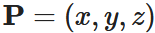 P = (x, y, z)